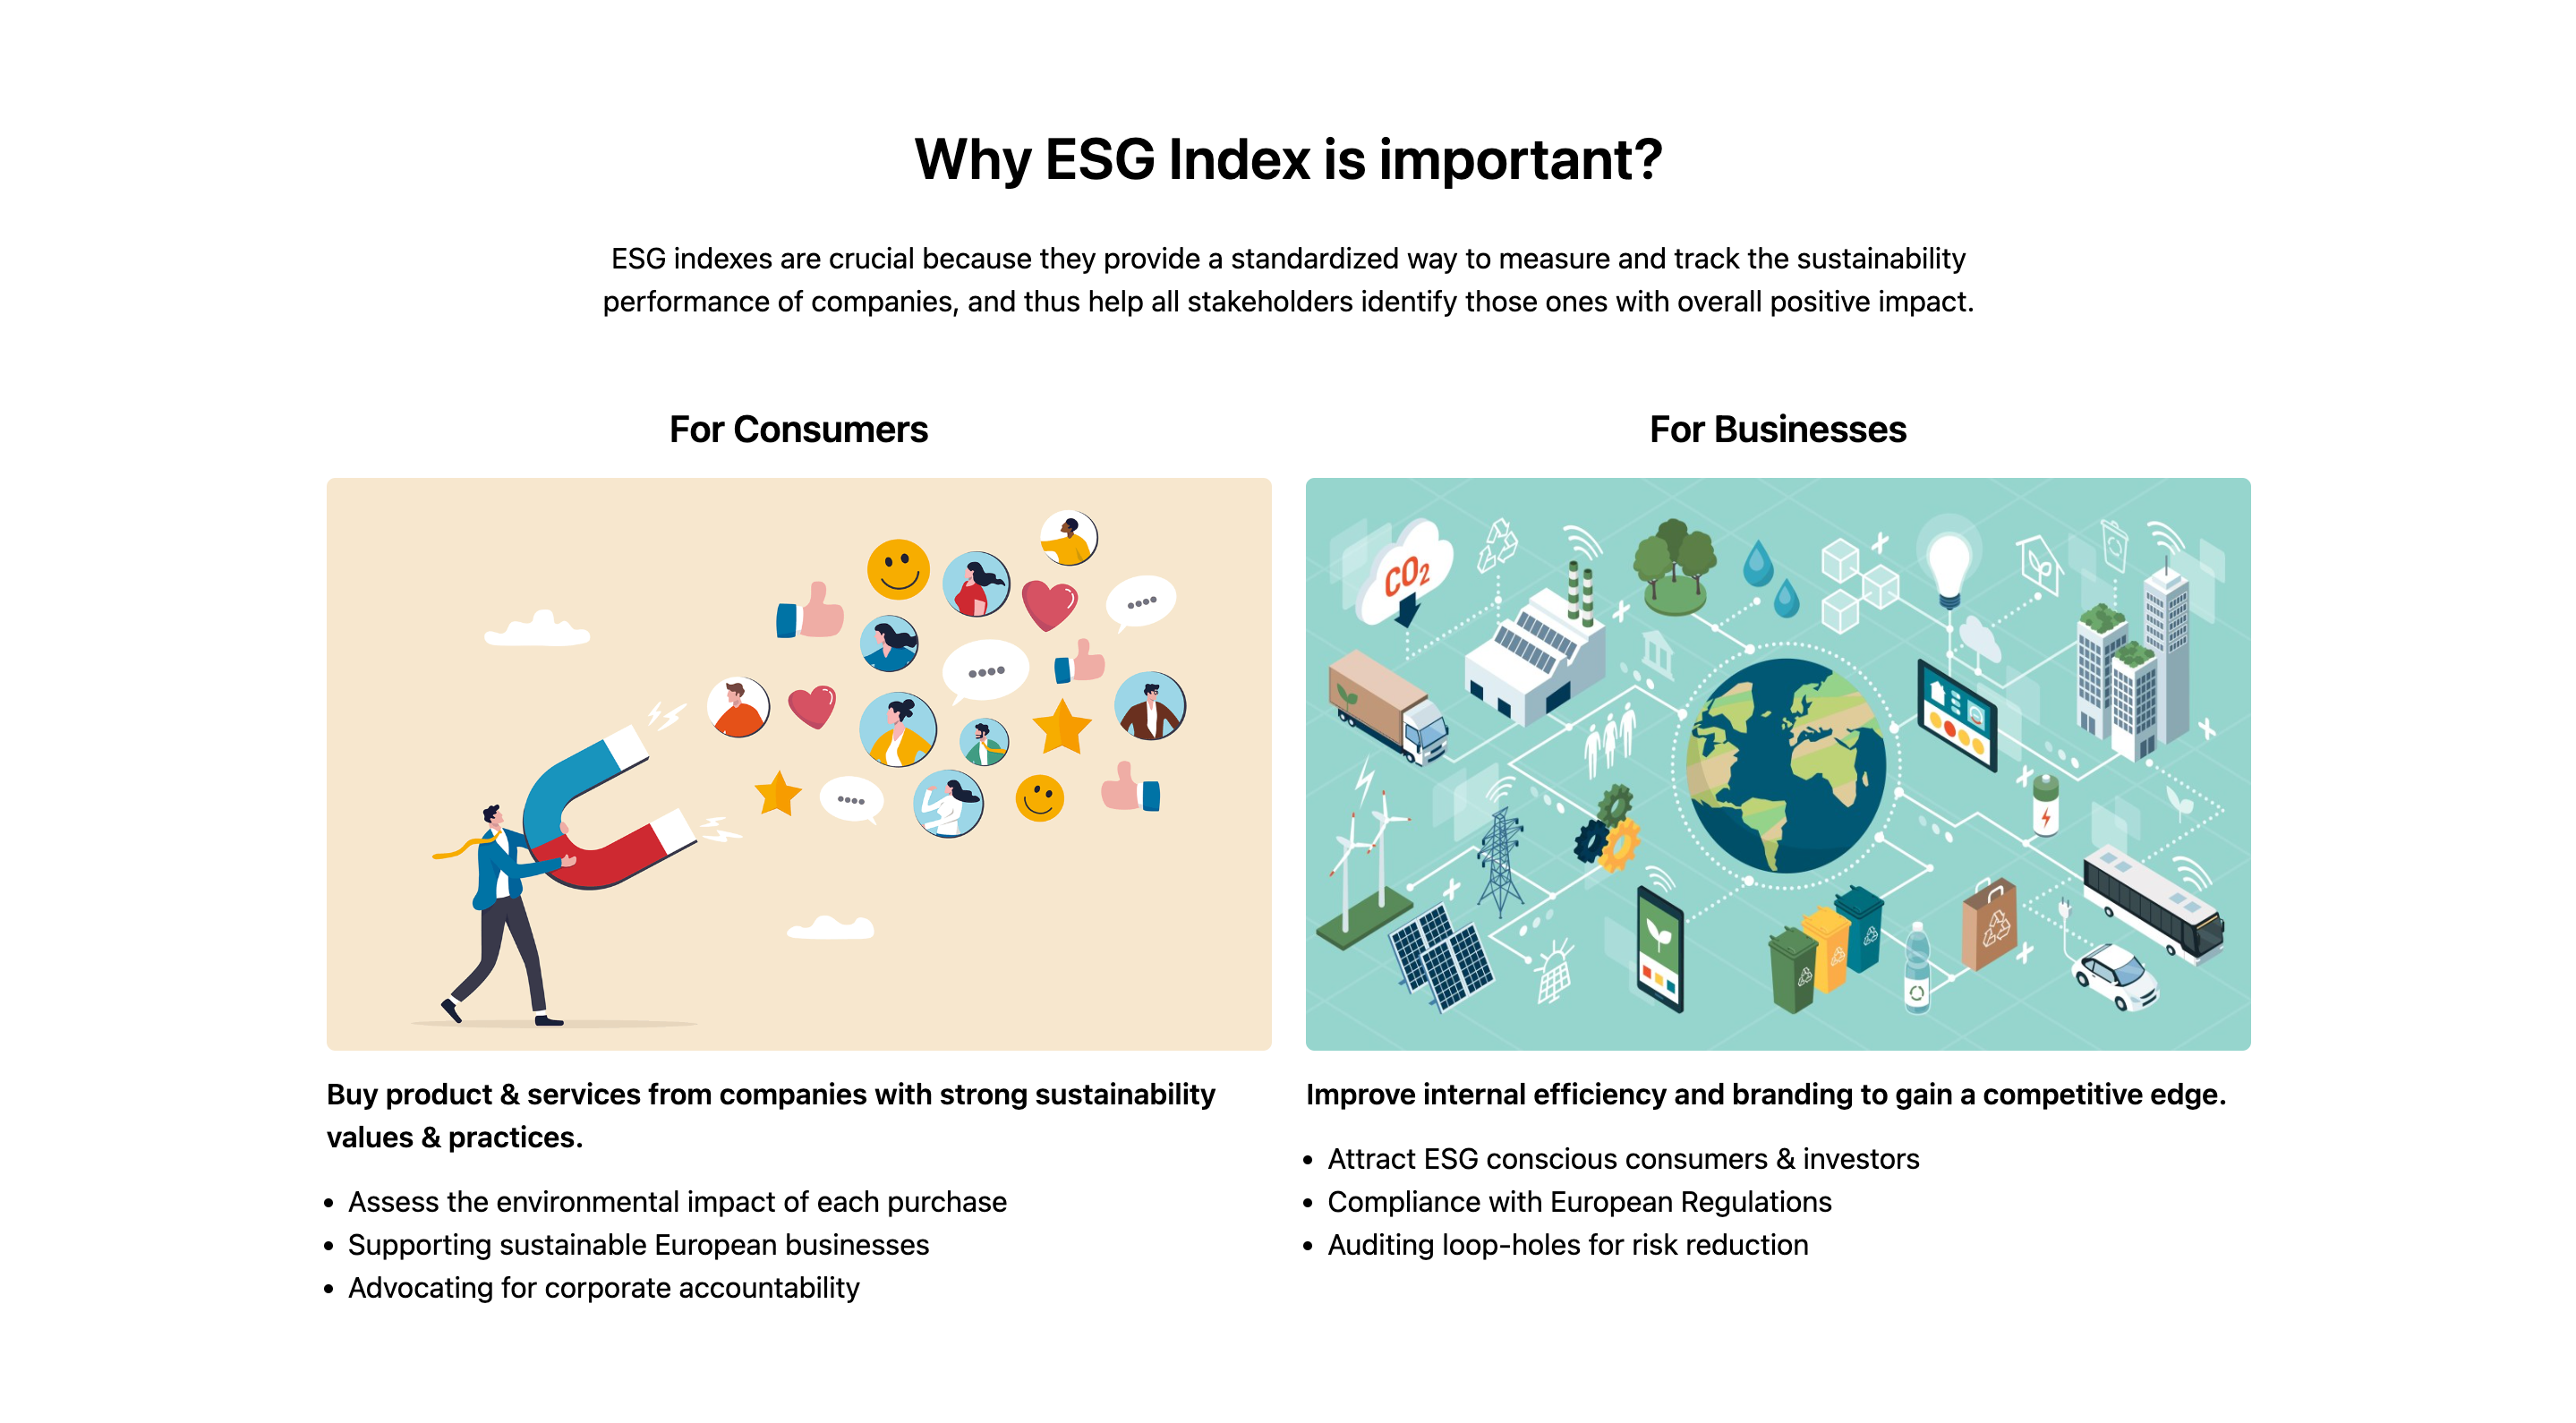 Why ESG Index is important?
ESG indexes are crucial because they provide a standardized way to measure and track the sustainability
performance of companies, and thus help all stakeholders identify those ones with overall positive impact.
For Consumers
Buy product & services from companies with strong sustainability
values & practices.
• Assess the environmental impact of each purchase
• Supporting sustainable European businesses
• Advocating for corporate accountability
For Businesses
CO2
Improve internal efficiency and branding to gain a competitive edge.
• Attract ESG conscious consumers & investors
• Compliance with European Regulations
• Auditing loop-holes for risk reduction